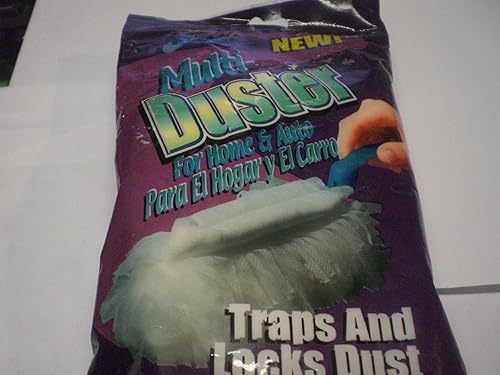 NEW!
Multi-
Duster
For Home & Auto
Para El Hogar y El Carro
Traps And
Locks Dust